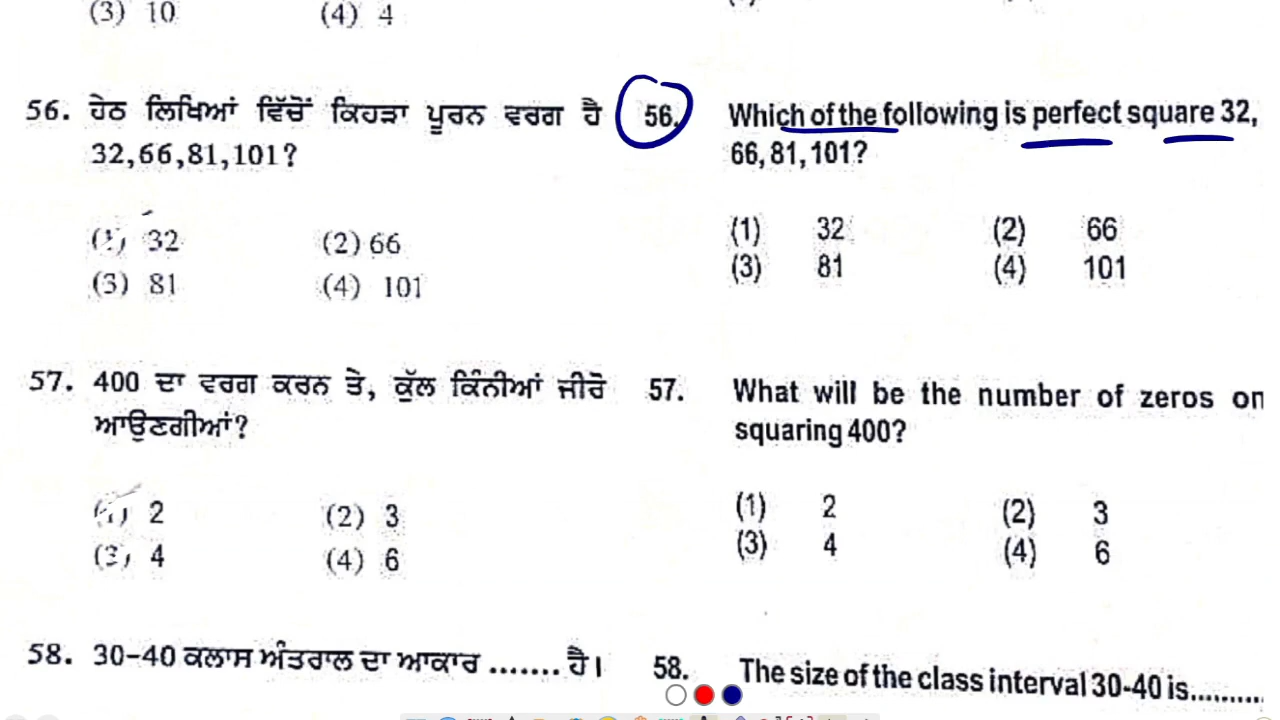 (3) 10 (4) 4
56. ਹੇਠ ਲਿਖਿਆਂ ਵਿੱਚੋਂ ਕਿਹੜਾ ਪੂਰਨ ਵਰਗ ਹੈ
32,66,81,101?
(1) 32 (2) 66
(3) 81 (4) 101
57. 400 ਦਾ ਵਰਗ ਕਰਨ ਤੇ, ਕੁੱਲ ਕਿੰਨੀਆਂ ਜੀਰੋ
ਆਉਣਗੀਆਂ?
(1) 2 (2) 3
(3) 4 (4) 6
58. 30-40 ਕਲਾਸ ਅੰਤਰਾਲ ਦਾ ਆਕਾਰ ....... ਹੈ।
56. Which of the following is perfect square 32,
66, 81, 101?
(1) 32 (2) 66
(3) 81 (4) 101
57. What will be the number of zeros on
squaring 400?
(1) 2 (2) 3
(3) 4 (4) 6
58. The size of the class interval 30-40 is..........